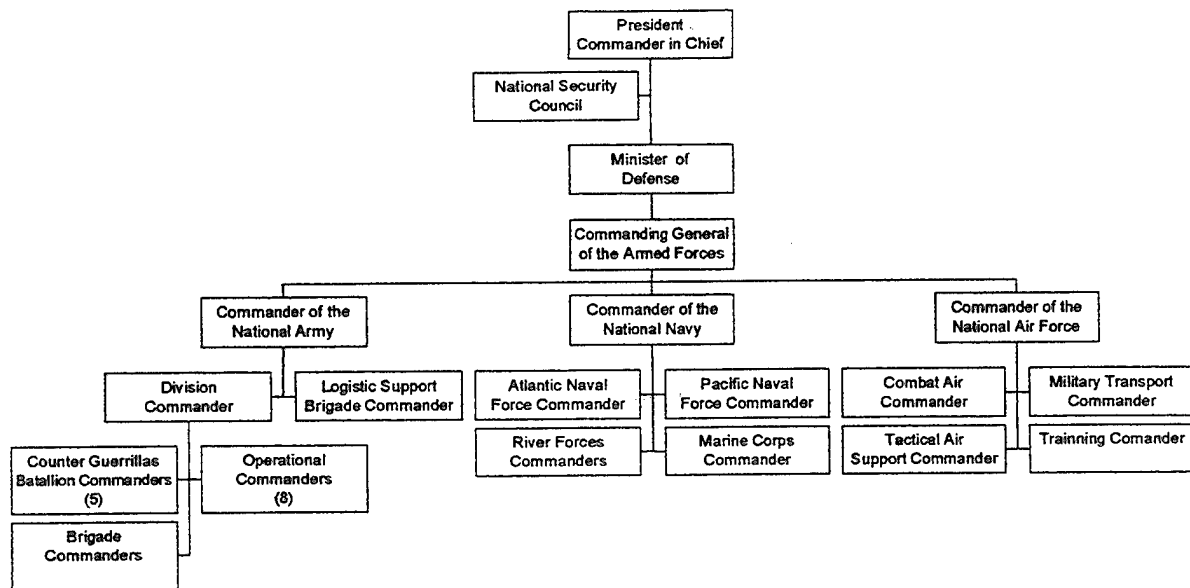 President
Commander in Chief
National Security
Council
Minister of
Defense
Commanding General
of the Armed Forces
Commander of the
National Army
Commander of the
National Navy
Commander of the
National Air Force
Division
Commander
Logistic Support
Brigade Commander
Atlantic Naval
Force Commander
Pacific Naval
Force Commander
Combat Air
Commander
Military Transport
Commander
Counter Guerrillas
Batallion Commanders
(5)
Operational
Commanders
(8)
River Forces
Commanders
Marine Corps
Commander
Tactical Air
Support Commander
Trainning Comander
Brigade
Commanders